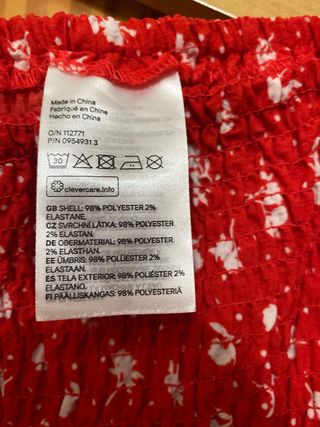 Made in China
Fabriqué en Chine
Hecho en China
O/N 112771
P/N 0954931 3
30
clevercare.info
GB SHELL: 98% POLYESTER 2%
ELASTANE.
CZ SVRCHNÍ LÁTKA: 98% POLYESTER
2% ELASTAN.
DE OBERMATERIAL: 98% POLYESTER
2% ELASTHAN.
EE ÜMBRIS: 98% POLÜESTER 2%
ELASTAAN.
ES TELA EXTERIOR: 98% POLIÉSTER 2%
ELASTANO.
FI PÄÄLLISKANGAS: 98% POLYESTERIÄ